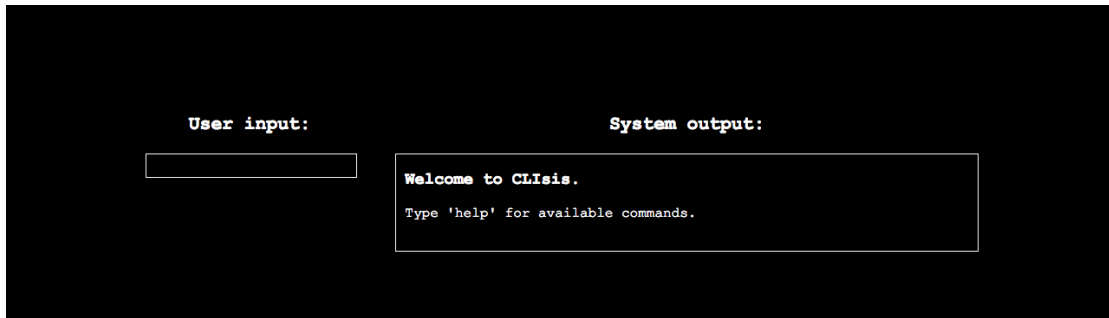 User input:
System output:
Welcome to CLIsis.
Type 'help' for available commands.